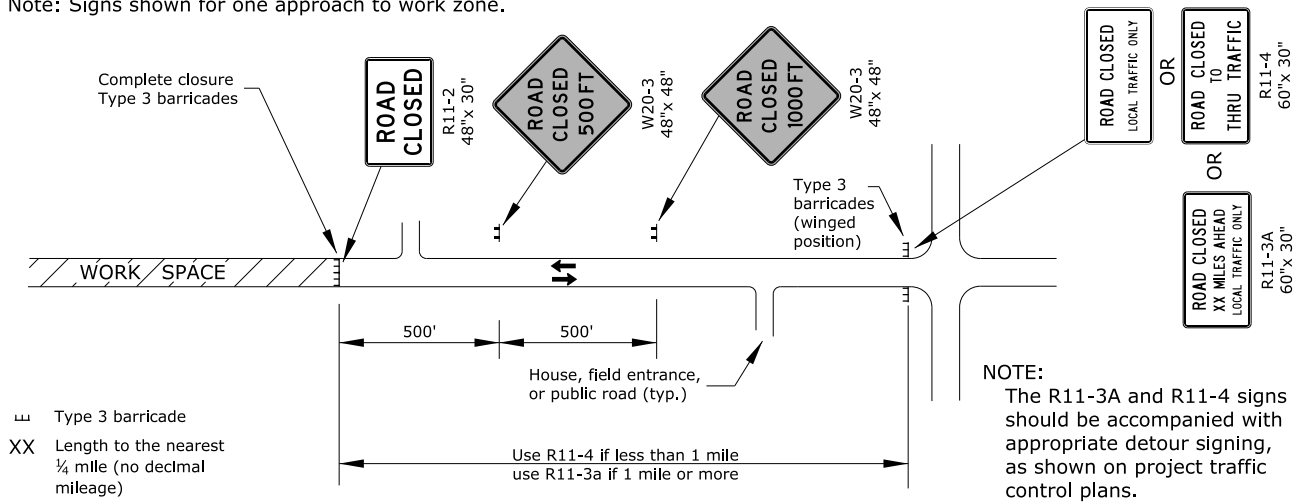 Note: Signs shown for one approach to work zone.
Complete closure
Type 3 barricades
ROAD
CLOSED
R11-2
48"x 30"
ROAD
CLOSED
500FT
W20-3
48"x 48"
ROAD
CLOSED
1000FT
W20-3
48"x 48"
ROAD CLOSED
LOCAL TRAFFIC ONLY
OR
ROAD CLOSED
TO
THRU TRAFFIC
R11-4
60"x 30"
OR
ROAD CLOSED
XX MILES AHEAD
LOCAL TRAFFIC ONLY
R11-3A
60"x 30"
Type 3
barricades
(winged
position)
WORK SPACE
500'
500'
House, field entrance,
or public road (typ.)
Use R11-4 if less than 1 mile
use R11-3a if 1 mile or more
Type 3 barricade
XX Length to the nearest
¼ mile (no decimal
mileage)
NOTE:
The R11-3A and R11-4 signs
should be accompanied with
appropriate detour signing,
as shown on project traffic
control plans.